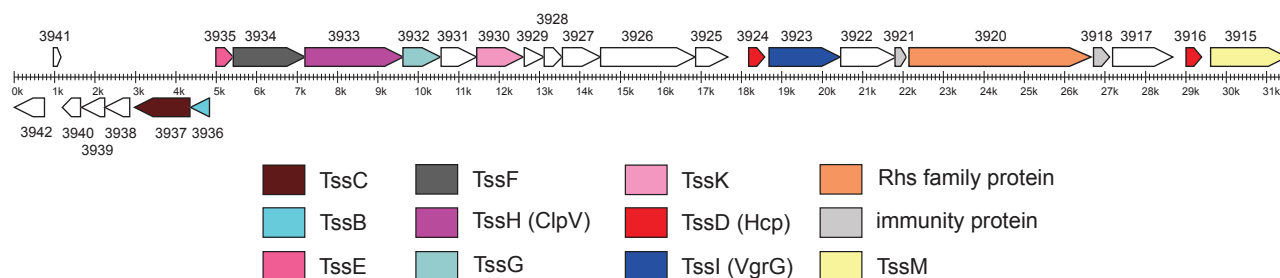 3928
3941 3935 3934 3933 3932 3931 3930 3929 3927 3926 3925 3924 3923 3922 3921 3920 3918 3917 3916 3915
0k 1k 2k 3k 4k 5k 6k 7k 8k 9k 10k 11k 12k 13k 14k 15k 16k 17k 18k 19k 20k 21k 22k 23k 24k 25k 26k 27k 28k 29k 30k 31k
3942 3940 3938 3937 3936
3939
TssC TssF TssK Rhs family protein
TssB TssH (ClpV) TssD (Hcp) immunity protein
TssE TssG TssI (VgrG) TssM